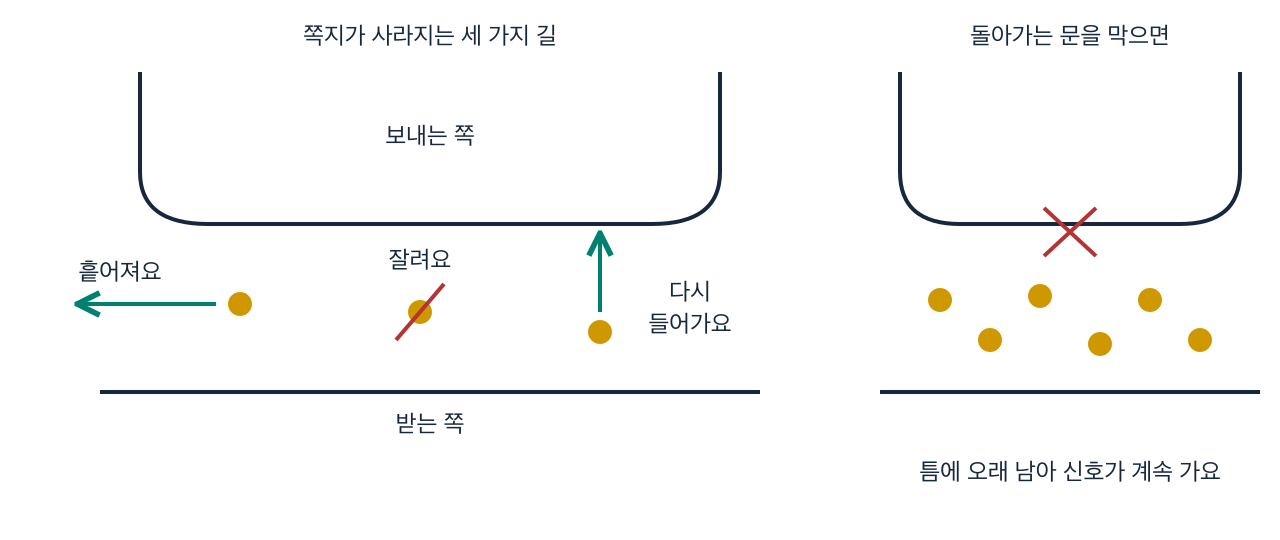 쪽지가 사라지는 세 가지 길
보내는 쪽
흩어져요
잘려요
다시
들어가요
받는 쪽
돌아가는 문을 막으면
틈에 오래 남아 신호가 계속 가요